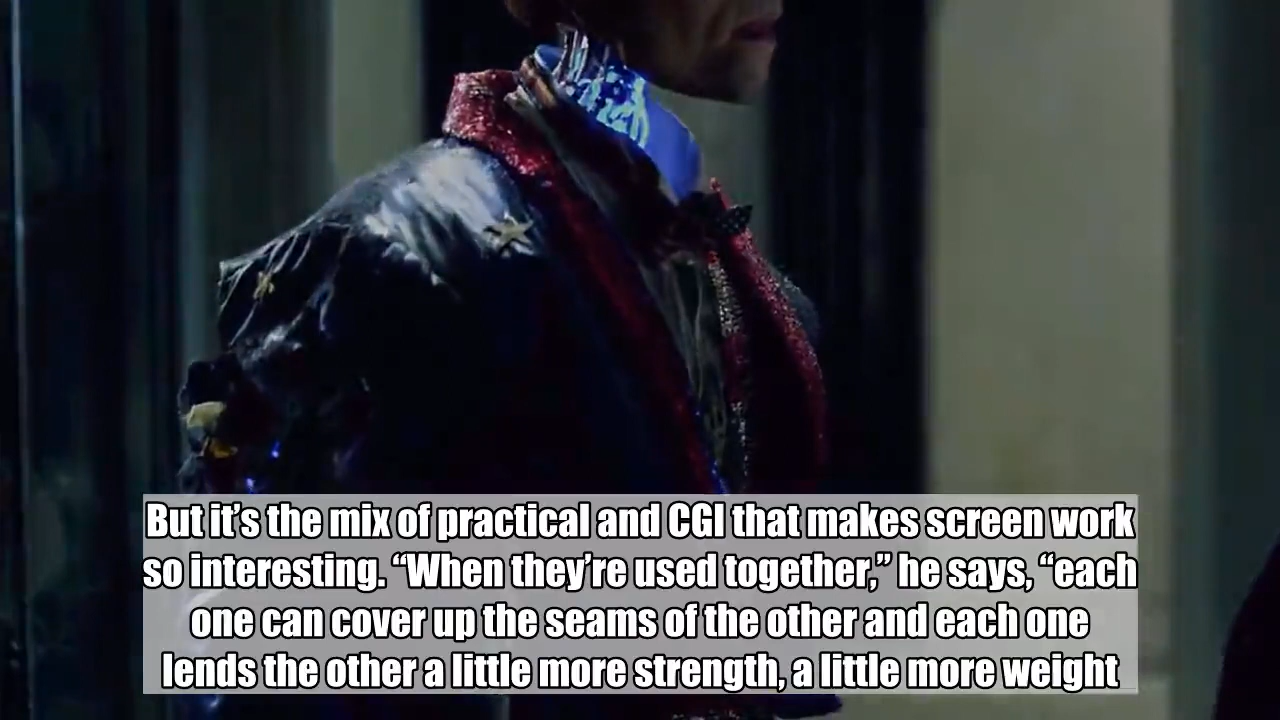 But it’s the mix of practical and CGI that makes screen work
so interesting. “When they’re used together,” he says, “each
one can cover up the seams of the other and each one
lends the other a little more strength, a little more weight